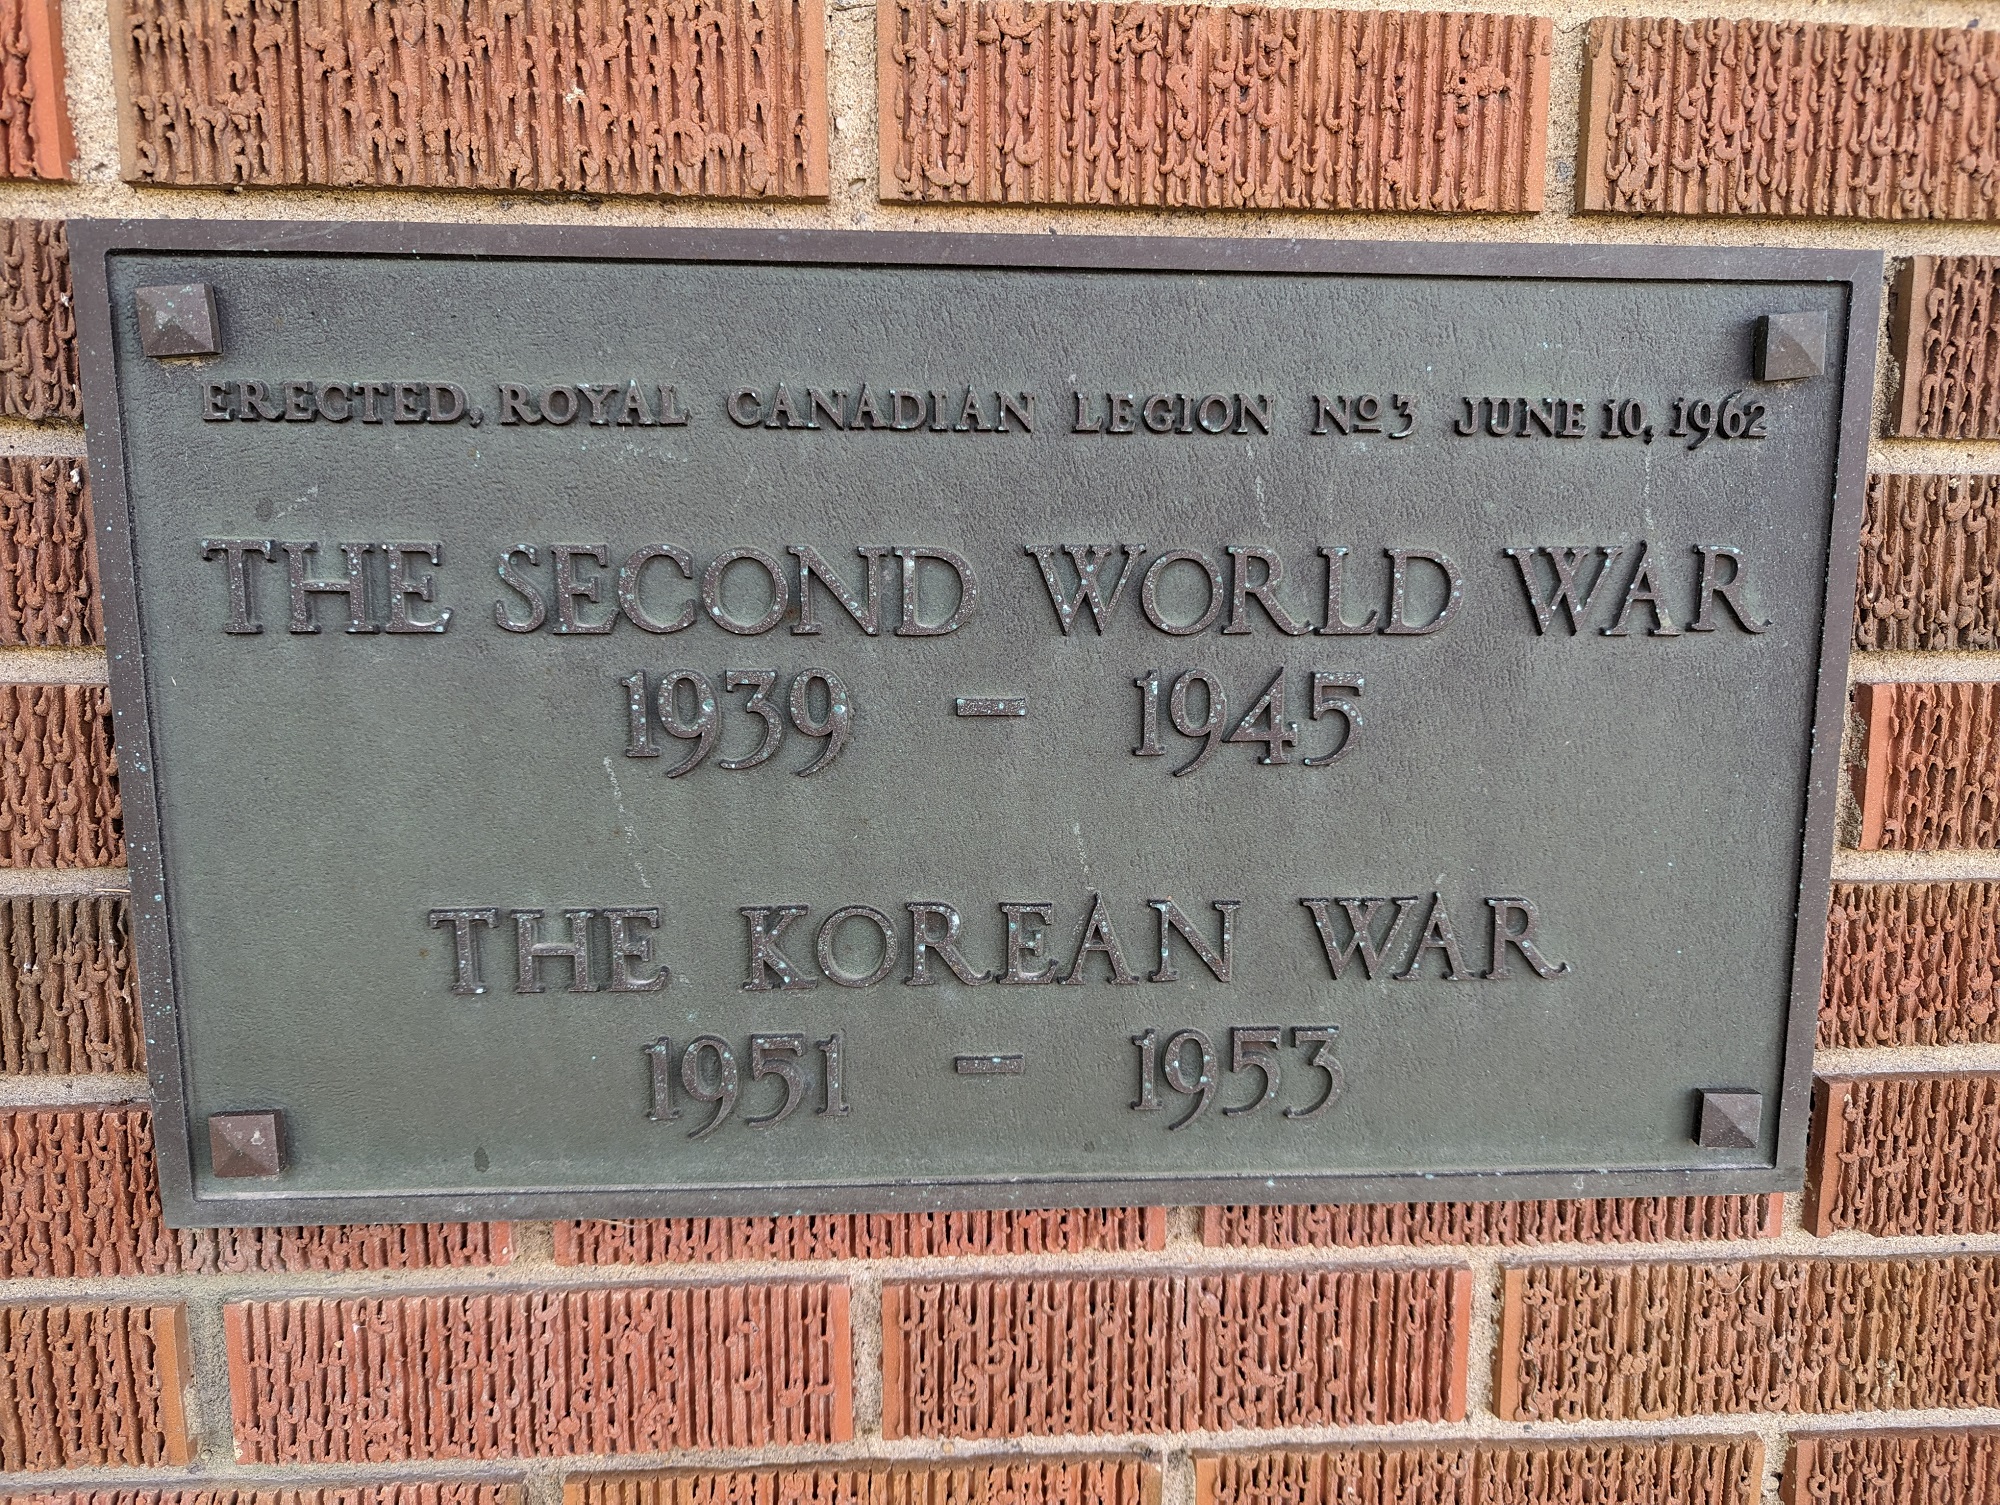 ERECTED, ROYAL CANADIAN LEGION Nº 3 JUNE 10, 1962
THE SECOND WORLD WAR
1939 – 1945
THE KOREAN WAR
1951 – 1953